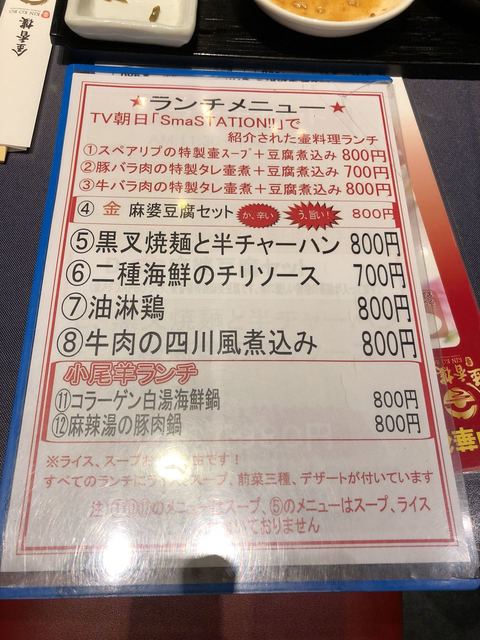 ★ランチメニュー★
TV朝日「SmaSTATION!!」で
紹介された壷料理ランチ
①スペアリブの特製壷スープ+豆腐煮込み 800円
②豚バラ肉の特製タレ壷煮+豆腐煮込み 700円
③牛バラ肉の特製タレ壷煮+豆腐煮込み 800円
④ 金 麻婆豆腐セット か、辛い う、旨い! 800円
⑤黒叉焼麺と半チャーハン 800円
⑥二種海鮮のチリソース 700円
⑦油淋鶏 800円
⑧牛肉の四川風煮込み 800円
小尾羊ランチ
⑪コラーゲン白湯海鮮鍋 800円
⑫麻辣湯の豚肉鍋 800円
※ライス、スープお です!
すべてのランチにライス、スープ、前菜三種、デザートが付いています
注 のメニューはスープ、⑤のメニューはスープ、ライス
いておりません
金香樓
KIN KO RO